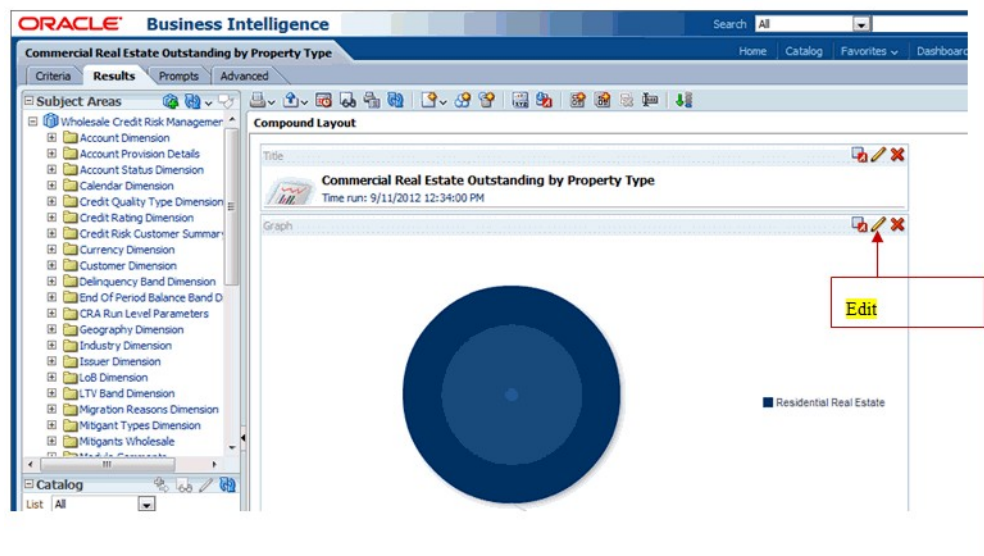 ORACLE Business Intelligence
Search All
Commercial Real Estate Outstanding by Property Type
Home Catalog Favorites Dashboard
Criteria Results Prompts Advanced
Subject Areas
Wholesale Credit Risk Managemer
Account Dimension
Account Provision Details
Account Status Dimension
Calendar Dimension
Credit Quality Type Dimension
Credit Rating Dimension
Credit Risk Customer Summary
Currency Dimension
Customer Dimension
Delinquency Band Dimension
End Of Period Balance Band D
CRA Run Level Parameters
Geography Dimension
Industry Dimension
Issuer Dimension
LoB Dimension
LTV Band Dimension
Migration Reasons Dimension
Mitigant Types Dimension
Mitigants Wholesale
Catalog
List All
Compound Layout
Title
Commercial Real Estate Outstanding by Property Type
Time run: 9/11/2012 12:34:00 PM
Graph
Edit
Residential Real Estate